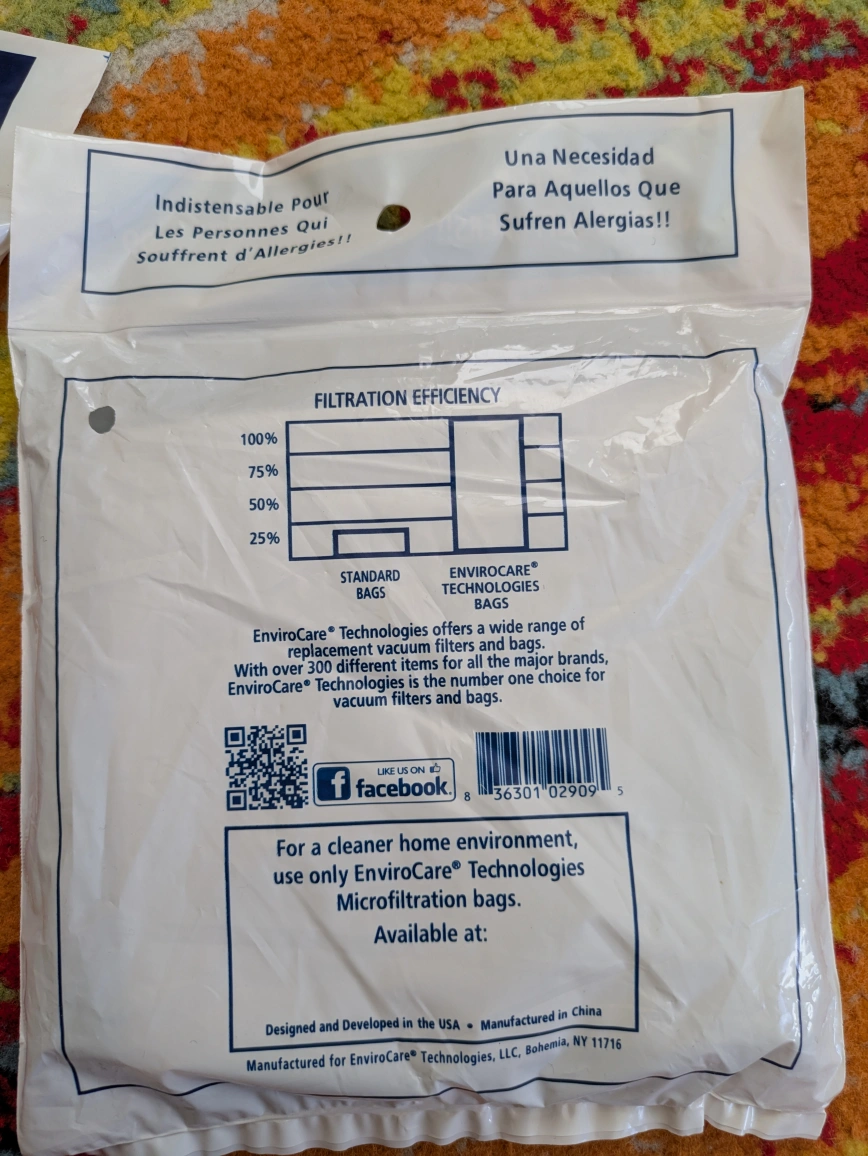 Indistensable Pour
Les Personnes Qui
Souffrent d'Allergies!!
Una Necesidad
Para Aquellos Que
Sufren Alergias!!
FILTRATION EFFICIENCY
100%
75%
50%
25%
STANDARD
BAGS
ENVIROCARE®
TECHNOLOGIES
BAGS
EnviroCare® Technologies offers a wide range of
replacement vacuum filters and bags.
With over 300 different items for all the major brands,
EnviroCare® Technologies is the number one choice for
vacuum filters and bags.
LIKE US ON
f facebook.
8 36301 02909 5
For a cleaner home environment,
use only EnviroCare® Technologies
Microfiltration bags.
Available at:
Designed and Developed in the USA • Manufactured in China
Manufactured for EnviroCare® Technologies, LLC, Bohemia, NY 11716